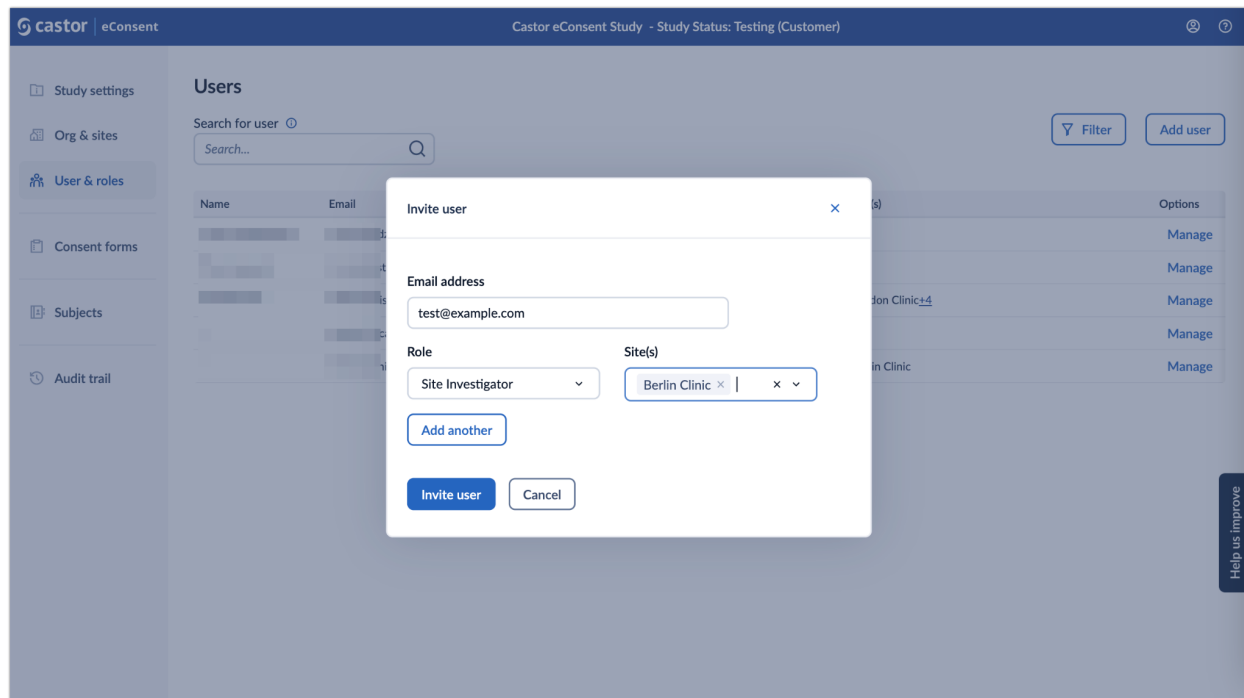 castor eConsent
Castor eConsent Study - Study Status: Testing (Customer)
Study settings
Org & sites
User & roles
Consent forms
Subjects
Audit trail
Users
Search for user
Search...
Filter
Add user
Name Email (s) Options
Manage
Manage
don Clinic+4 Manage
Manage
in Clinic Manage
Invite user
Email address
test@example.com
Role Site(s)
Site Investigator Berlin Clinic
Add another
Invite user Cancel
Help us improve